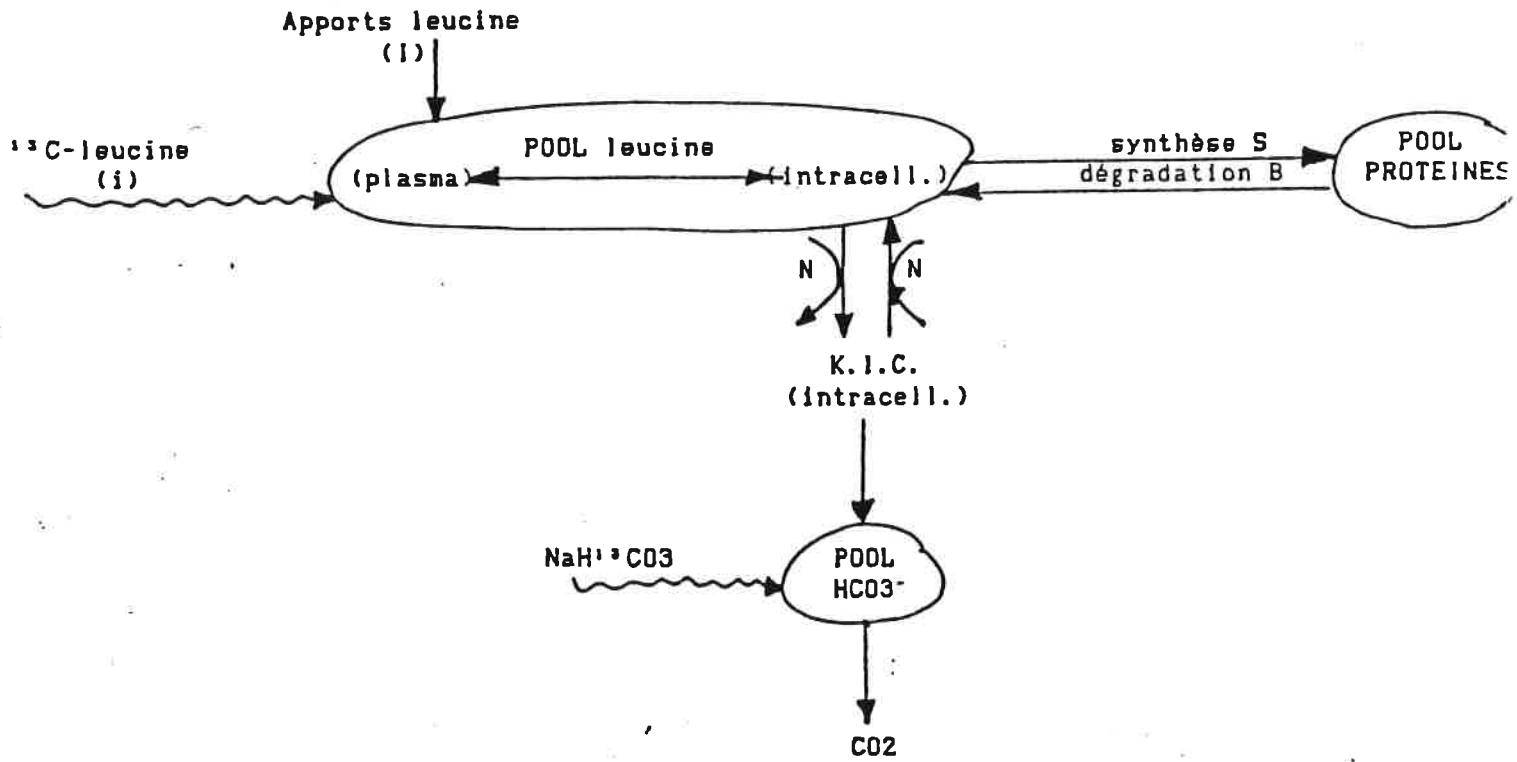 Apports leucine
(I)
¹³C-leucine
(i)
POOL leucine
(plasma)
(intracell.)
synthèse S
dégradation B
POOL
PROTEINES
N
N
K.I.C.
(intracell.)
NaH¹³CO3
POOL
HCO3⁻
CO2